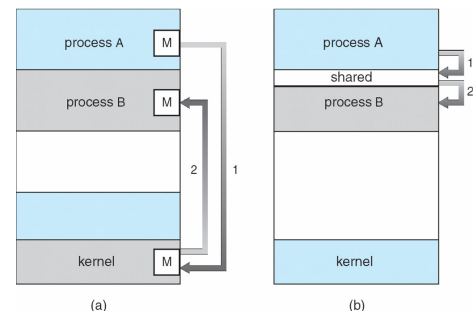 process A
M
process B
M
2
1
kernel
M
(a)
process A
1
shared
2
process B
kernel
(b)